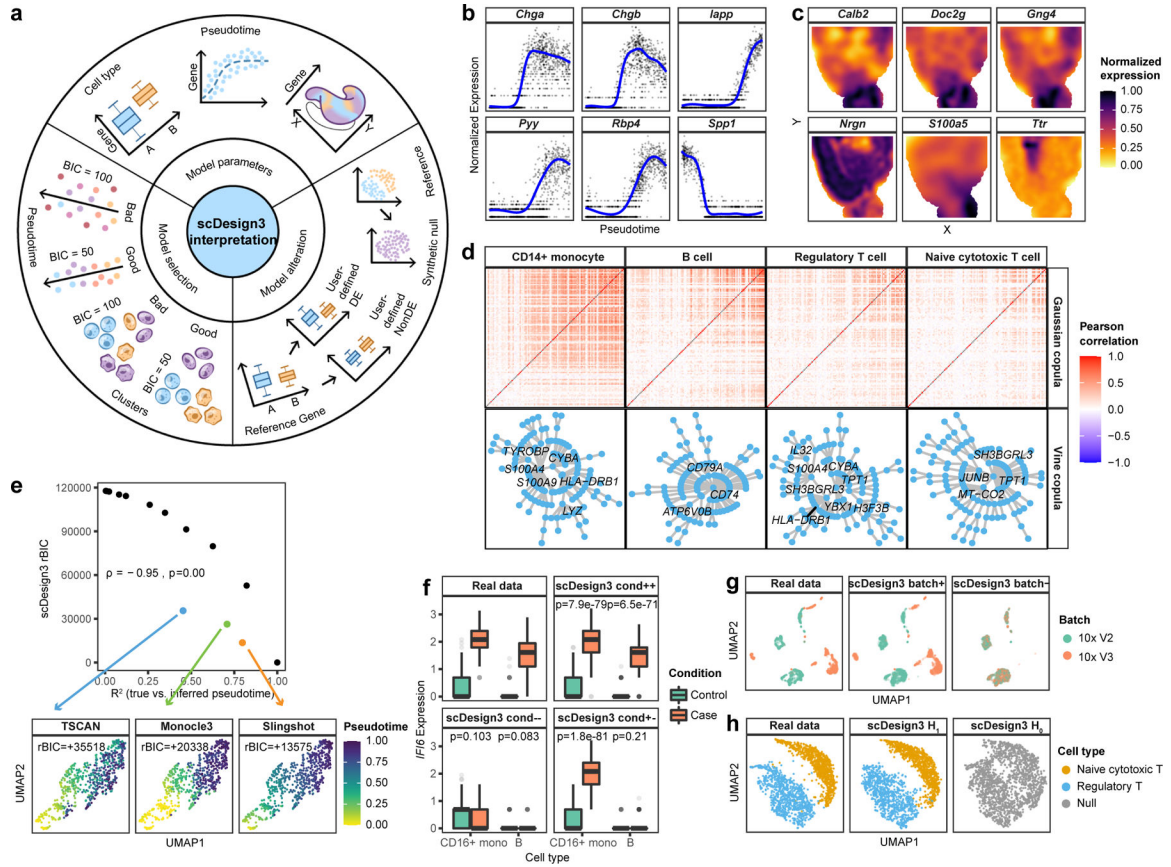 a
Pseudotime
Cell type
Gene
Gene
A
B
Gene
X
Y
Model parameters
scDesign3
interpretation
Model selection
Model alteration
Reference
Synthetic null
BIC = 100
Bad
BIC = 50
Good
Pseudotime
BIC = 100
Bad
BIC = 50
Good
Clusters
User-
defined
DE
User-
defined
NonDE
A
B
Reference Gene
b
Chga
Chgb
Iapp
Pyy
Rbp4
Spp1
Normalized Expression
Pseudotime
c
Calb2
Doc2g
Gng4
Nrgn
S100a5
Ttr
Y
X
Normalized
expression
1.00
0.75
0.50
0.25
0.00
d
CD14+ monocyte
B cell
Regulatory T cell
Naive cytotoxic T cell
Gaussian copula
Vine copula
Pearson
correlation
1.0
0.5
0.0
−0.5
−1.0
TYROBP
CYBA
S100A4
S100A9
HLA−DRB1
LYZ
CD79A
CD74
ATP6V0B
IL32
S100A4
CYBA
TPT1
SH3BGRL3
YBX1
H3F3B
HLA−DRB1
SH3BGRL3
JUNB
TPT1
MT−CO2
e
scDesign3 rBIC
120000
90000
60000
30000
0
ρ = −0.95 , p=0.00
0.00
0.25
0.50
0.75
1.00
R² (true vs. inferred pseudotime)
TSCAN
Monocle3
Slingshot
rBIC=+35518
rBIC=+20338
rBIC=+13575
UMAP2
UMAP1
Pseudotime
1.00
0.75
0.50
0.25
0.00
f
Real data
scDesign3 cond++
p=7.9e-79
p=6.5e-71
scDesign3 cond--
scDesign3 cond+-
p=0.103
p=0.083
p=1.8e-81
p=0.21
IFI6 Expression
3
2
1
0
3
2
1
0
CD16+ mono
B
CD16+ mono
B
Cell type
Condition
Control
Case
g
Real data
scDesign3 batch+
scDesign3 batch−
UMAP2
UMAP1
Batch
10x V2
10x V3
h
Real data
scDesign3 H₁
scDesign3 H₀
UMAP2
UMAP1
Cell type
Naive cytotoxic T
Regulatory T
Null